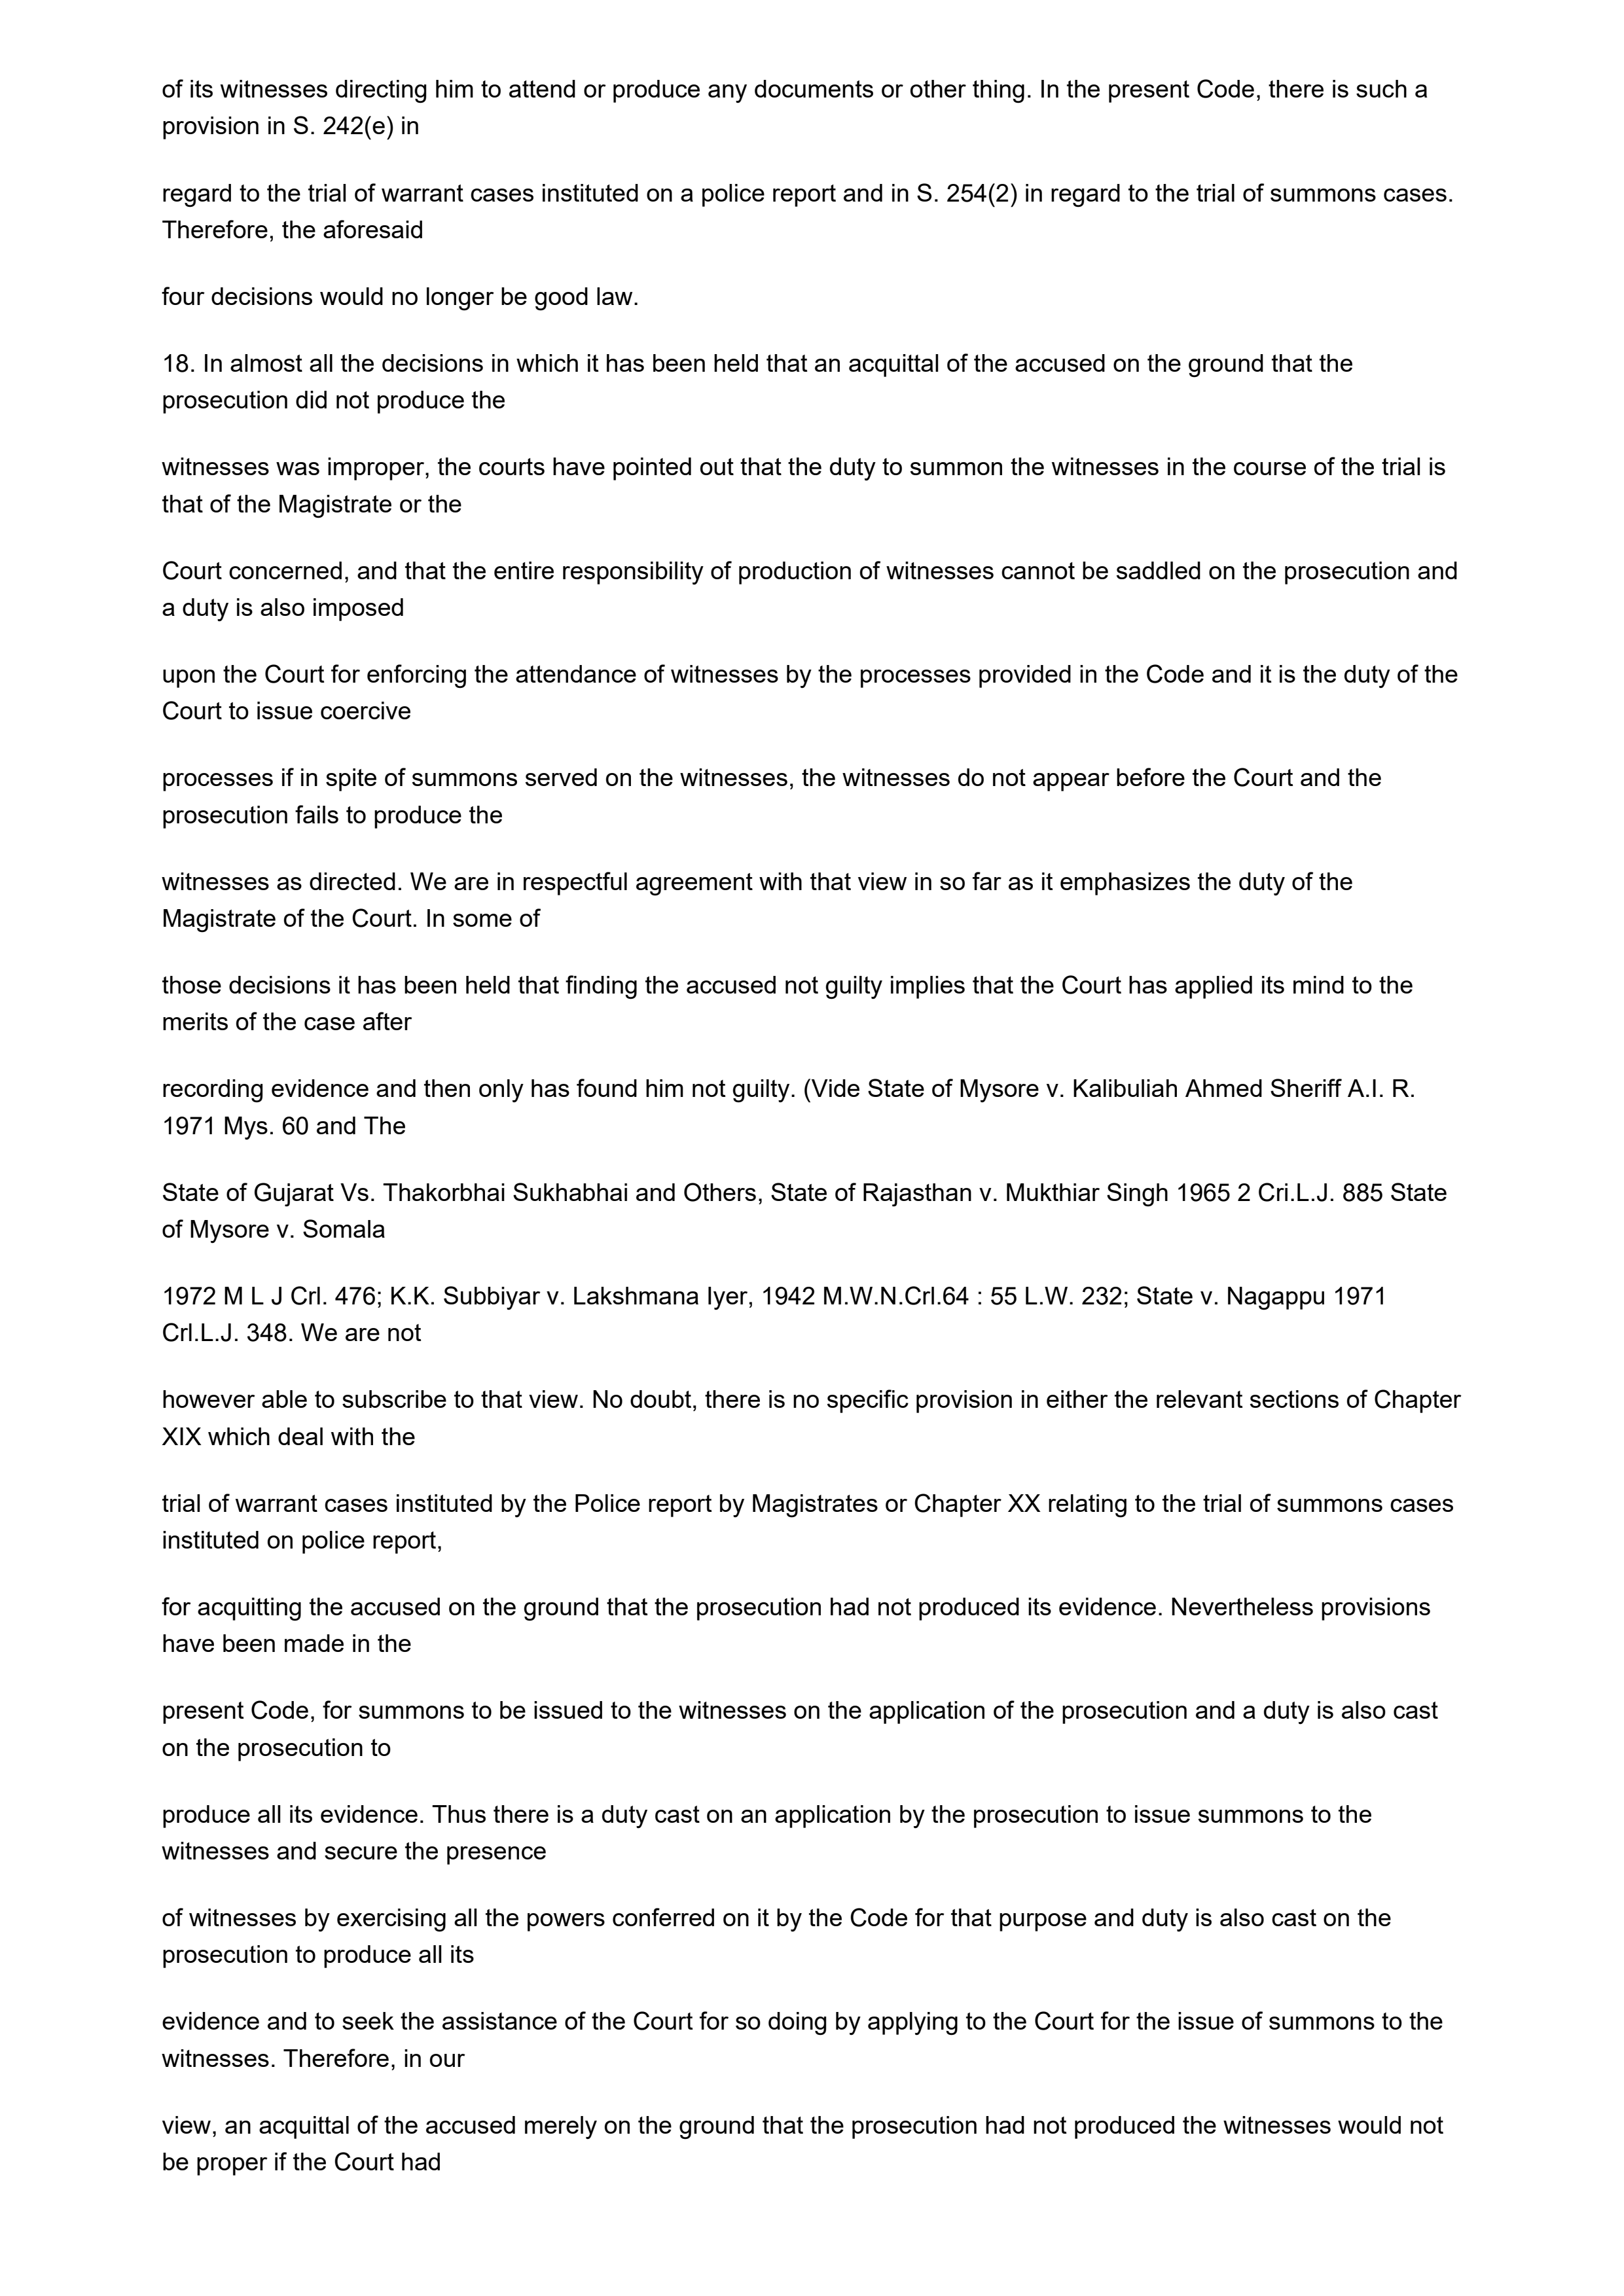 of its witnesses directing him to attend or produce any documents or other thing. In the present Code, there is such a
provision in S. 242(e) in
regard to the trial of warrant cases instituted on a police report and in S. 254(2) in regard to the trial of summons cases.
Therefore, the aforesaid
four decisions would no longer be good law.
18. In almost all the decisions in which it has been held that an acquittal of the accused on the ground that the
prosecution did not produce the
witnesses was improper, the courts have pointed out that the duty to summon the witnesses in the course of the trial is
that of the Magistrate or the
Court concerned, and that the entire responsibility of production of witnesses cannot be saddled on the prosecution and
a duty is also imposed
upon the Court for enforcing the attendance of witnesses by the processes provided in the Code and it is the duty of the
Court to issue coercive
processes if in spite of summons served on the witnesses, the witnesses do not appear before the Court and the
prosecution fails to produce the
witnesses as directed. We are in respectful agreement with that view in so far as it emphasizes the duty of the
Magistrate of the Court. In some of
those decisions it has been held that finding the accused not guilty implies that the Court has applied its mind to the
merits of the case after
recording evidence and then only has found him not guilty. (Vide State of Mysore v. Kalibuliah Ahmed Sheriff A.I. R.
1971 Mys. 60 and The
State of Gujarat Vs. Thakorbhai Sukhabhai and Others, State of Rajasthan v. Mukthiar Singh 1965 2 Cri.L.J. 885 State
of Mysore v. Somala
1972 M L J Crl. 476; K.K. Subbiyar v. Lakshmana Iyer, 1942 M.W.N.Crl.64 : 55 L.W. 232; State v. Nagappu 1971
Crl.L.J. 348. We are not
however able to subscribe to that view. No doubt, there is no specific provision in either the relevant sections of Chapter
XIX which deal with the
trial of warrant cases instituted by the Police report by Magistrates or Chapter XX relating to the trial of summons cases
instituted on police report,
for acquitting the accused on the ground that the prosecution had not produced its evidence. Nevertheless provisions
have been made in the
present Code, for summons to be issued to the witnesses on the application of the prosecution and a duty is also cast
on the prosecution to
produce all its evidence. Thus there is a duty cast on an application by the prosecution to issue summons to the
witnesses and secure the presence
of witnesses by exercising all the powers conferred on it by the Code for that purpose and duty is also cast on the
prosecution to produce all its
evidence and to seek the assistance of the Court for so doing by applying to the Court for the issue of summons to the
witnesses. Therefore, in our
view, an acquittal of the accused merely on the ground that the prosecution had not produced the witnesses would not
be proper if the Court had